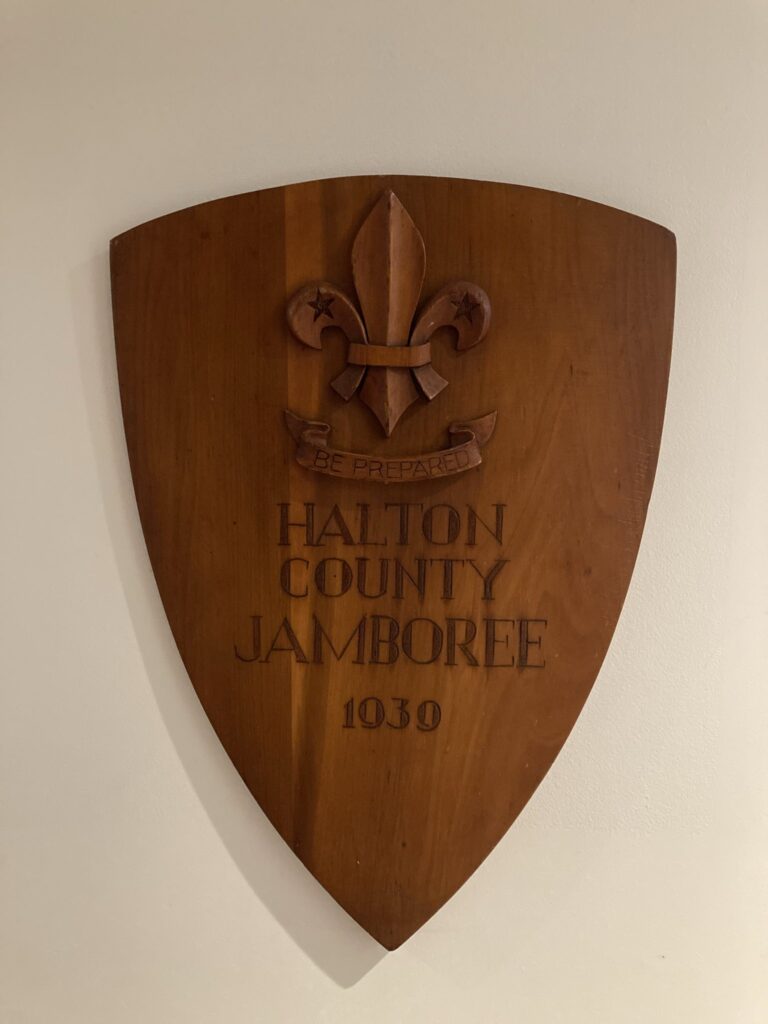 BE PREPARED
HALTON
COUNTY
JAMBOREE
1939